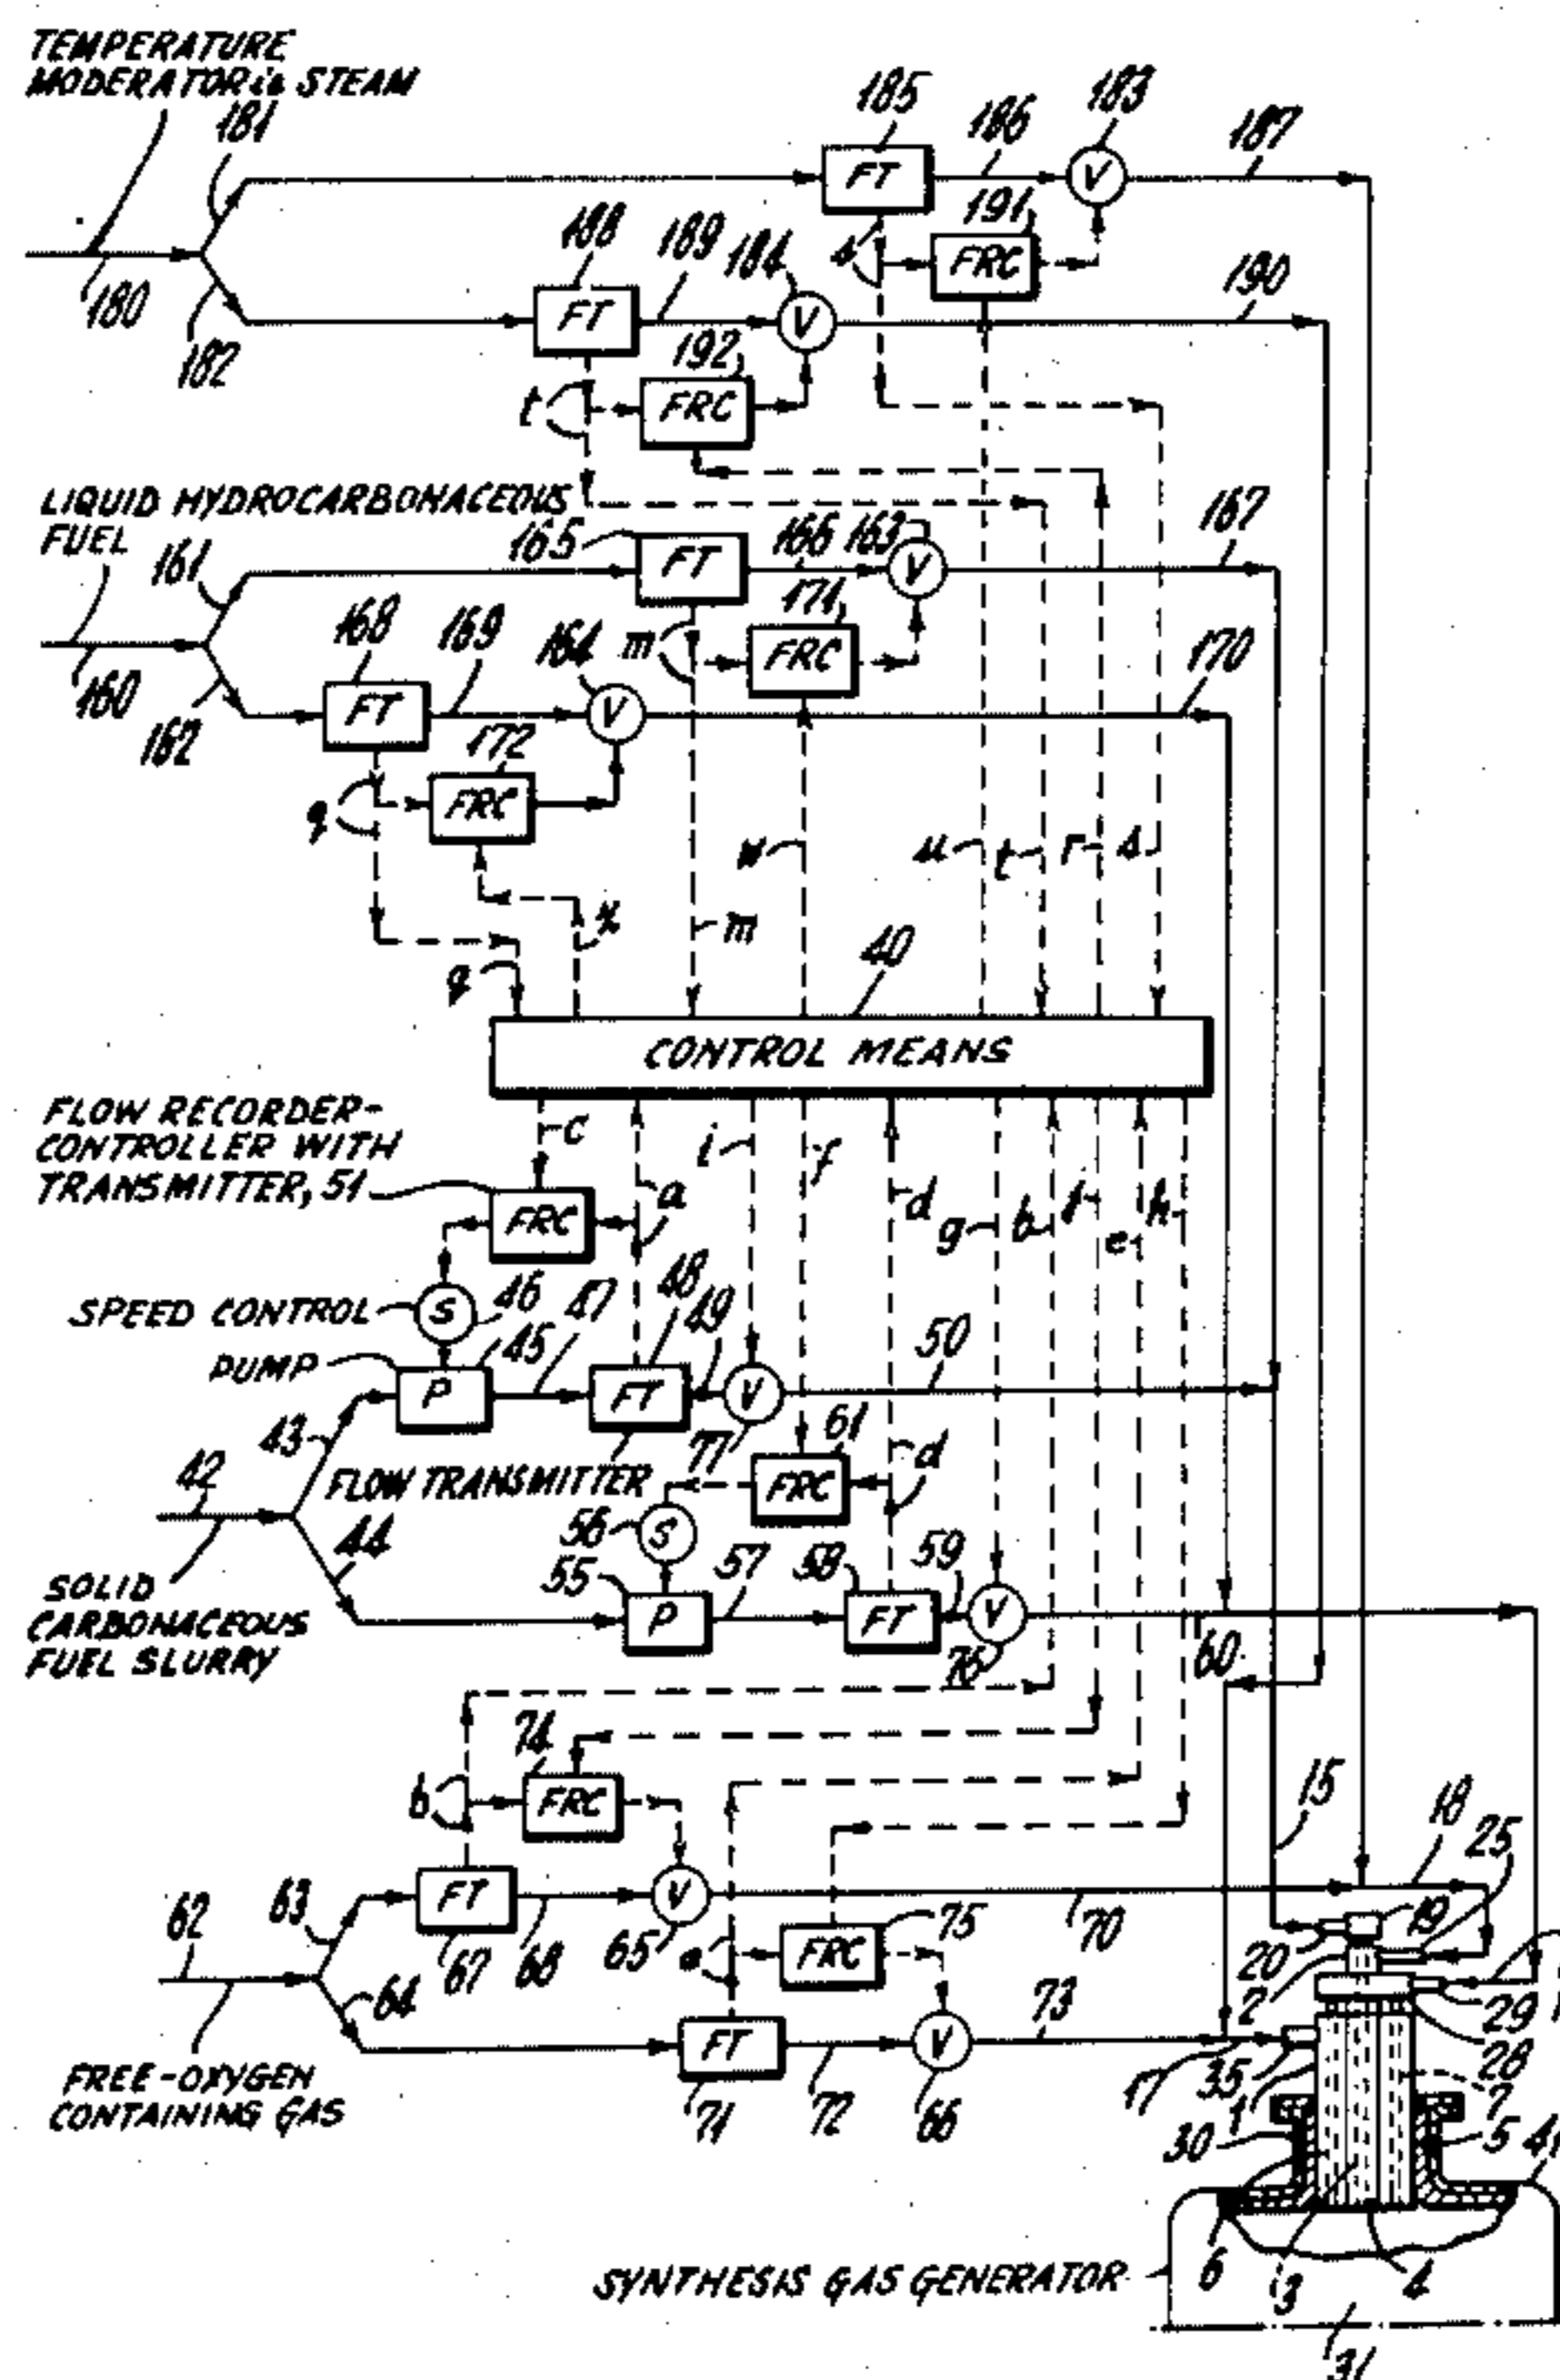 TEMPERATURE
MODERATOR i.e. STEAM
181
185
186
183
187
FT
V
180
182
188
189
184
s
191
FRC
190
FT
V
192
t
FRC
LIQUID HYDROCARBONACEOUS
FUEL
161
165
FT
166
163
V
167
160
162
168
FT
169
164
V
m
171
FRC
170
172
q
FRC
w
u
t
r
s
x
m
q
40
CONTROL MEANS
FLOW RECORDER-
CONTROLLER WITH
TRANSMITTER, 51
c
a
i
f
d
g
b
e
h
FRC
SPEED CONTROL
S
46
47
48
49
50
PUMP
45
P
FT
V
77
43
42
FLOW TRANSMITTER
61
FRC
d
44
56
S
55
P
57
58
FT
59
V
76
60
SOLID
CARBONACEOUS
FUEL SLURRY
74
FRC
b
15
18
25
62
63
FT
67
68
V
65
70
e
FRC
75
19
20
2
29
28
64
FT
71
72
V
66
73
17
35
1
7
30
5
41
FREE-OXYGEN
CONTAINING GAS
6
3
4
SYNTHESIS GAS GENERATOR
31